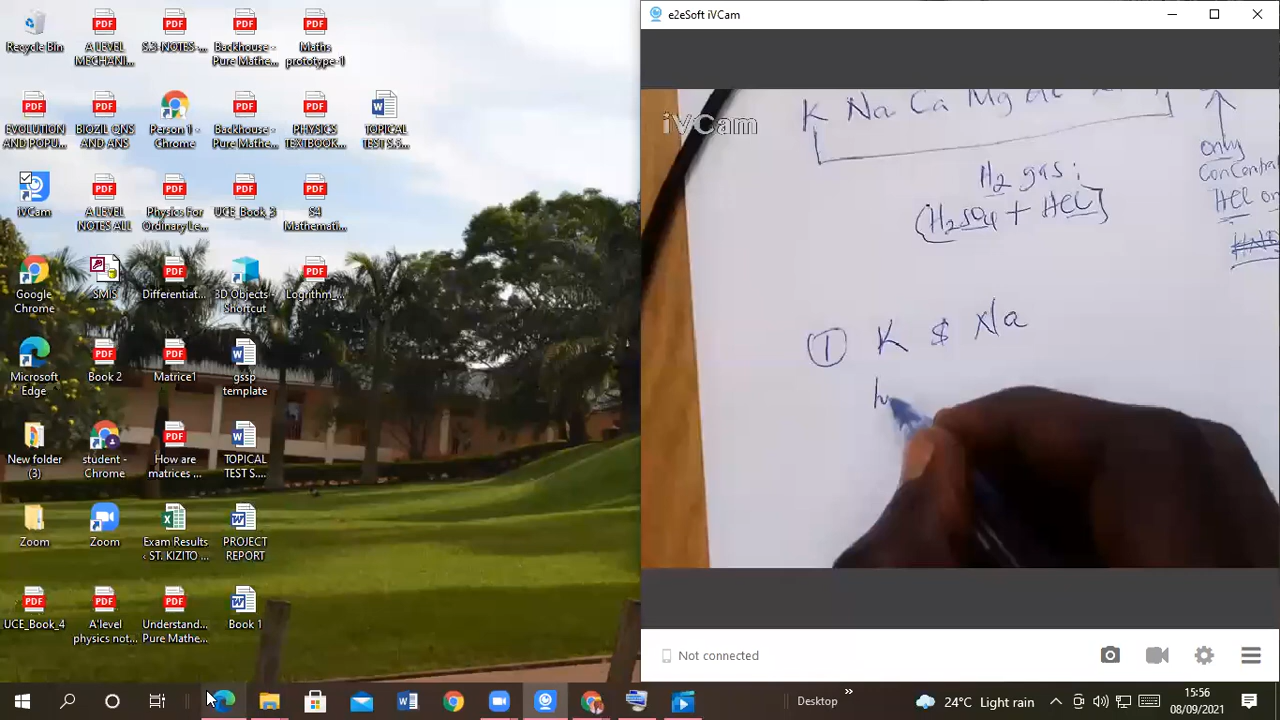 Recycle Bin
A LEVEL MECHANI...
S.3-NOTES -...
Backhouse - Pure Mathe...
Maths prototype-1
EVOLUTION AND POPU...
BIOZIL QNS AND ANS
Person 1 - Chrome
Backhouse - Pure Mathe...
PHYSICS TEXTBOOK...
TOPICAL TEST S.5...
iVCam
A LEVEL NOTES ALL
Physics For Ordinary Le...
UCE_Book_3
S4 Mathemati...
Google Chrome
SMIS
Differentiat...
3D Objects - Shortcut
Logrithm_...
Microsoft Edge
Book 2
Matrice1
gssp template
New folder (3)
student - Chrome
How are matrices ...
TOPICAL TEST S....
Zoom
Zoom
Exam Results ‹ ST. KIZITO ...
PROJECT REPORT
UCE_Book_4
A'level physics not...
Understand... Pure Mathe...
Book 1
e2eSoft iVCam
iVCam
K Na Ca Mg
only
H2 gas;
(H2SO4 + HCl)
HCl or
① K $ Na
Not connected
Desktop
»
24°C Light rain
15:56
08/09/2021